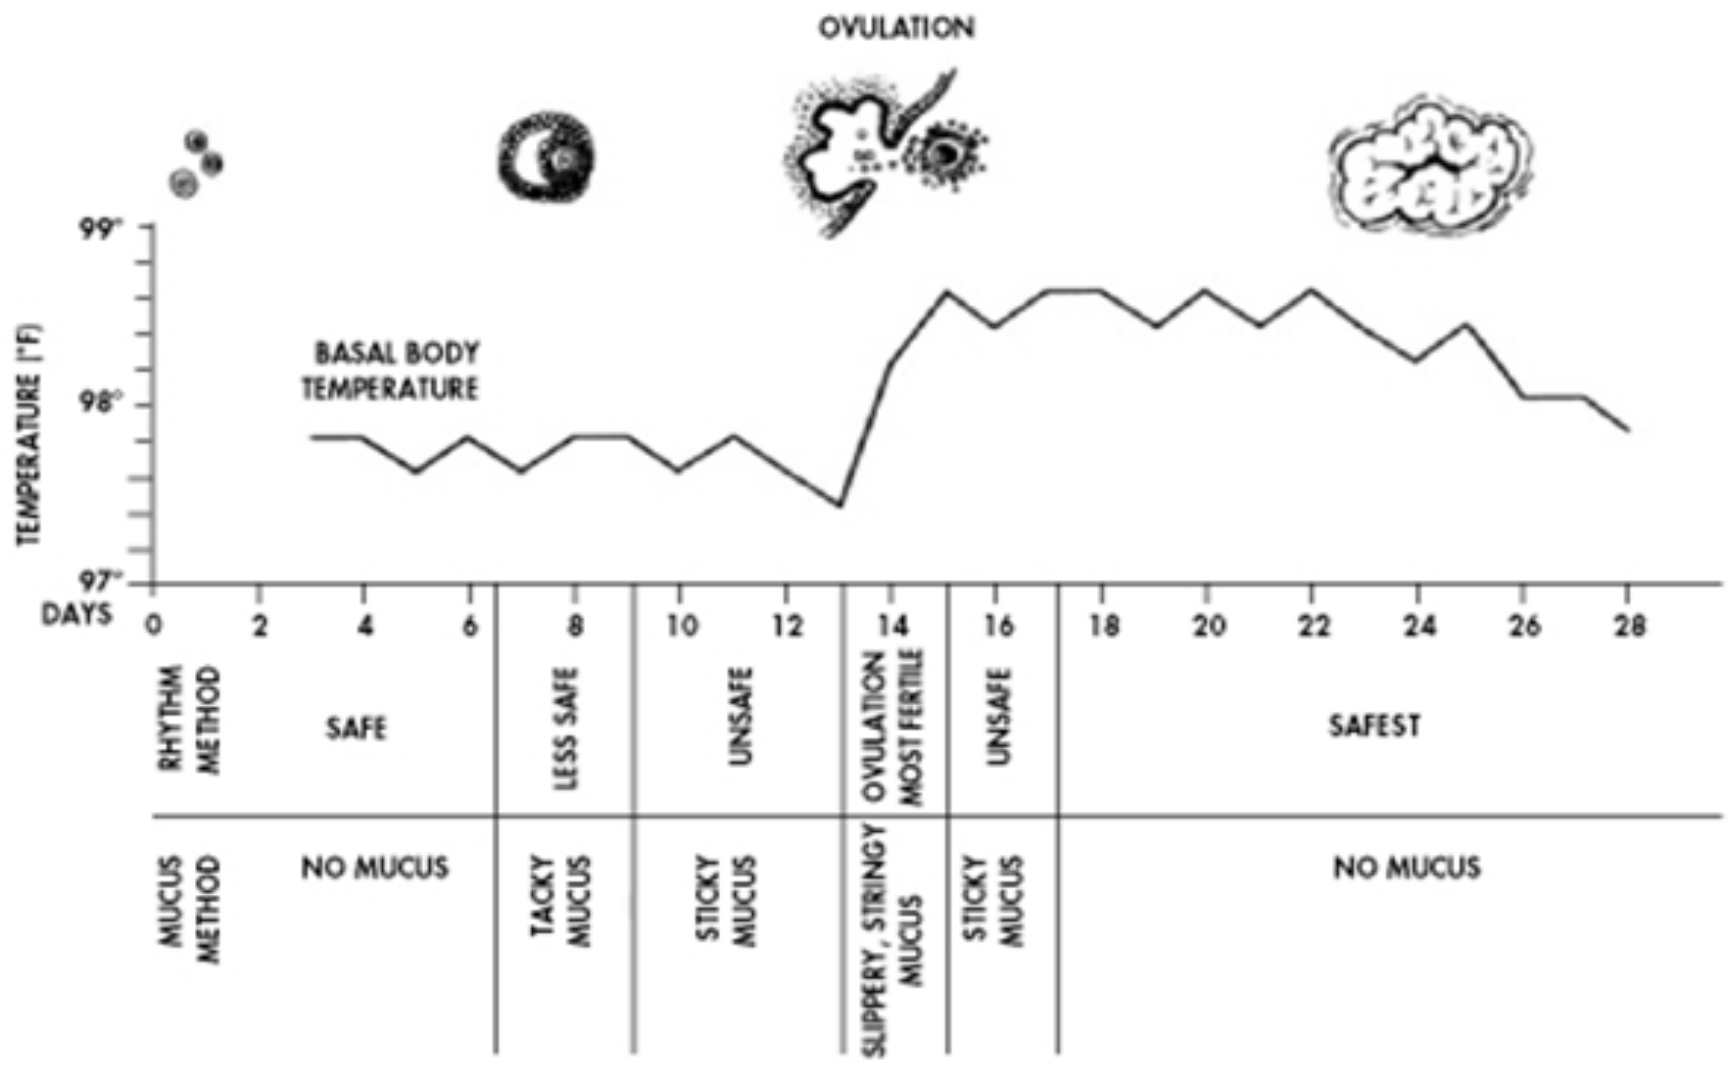 OVULATION
99°
98°
97°
TEMPERATURE (°F)
BASAL BODY
TEMPERATURE
DAYS
0 2 4 6 8 10 12 14 16 18 20 22 24 26 28
RHYTHM
METHOD
SAFE
LESS SAFE
UNSAFE
OVULATION
MOST FERTILE
UNSAFE
SAFEST
MUCUS
METHOD
NO MUCUS
TACKY
MUCUS
STICKY
MUCUS
SLIPPERY, STRINGY
MUCUS
STICKY
MUCUS
NO MUCUS